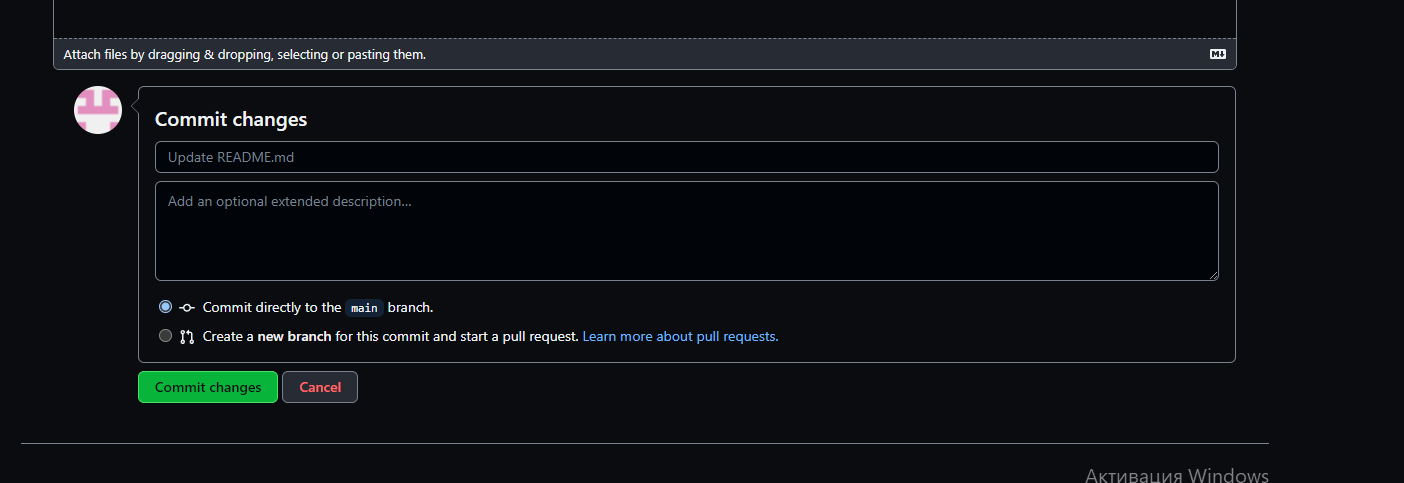 Attach files by dragging & dropping, selecting or pasting them.
Commit changes
Update README.md
Add an optional extended description...
Commit directly to the main branch.
Create a new branch for this commit and start a pull request. Learn more about pull requests.
Commit changes Cancel
Активация Windows